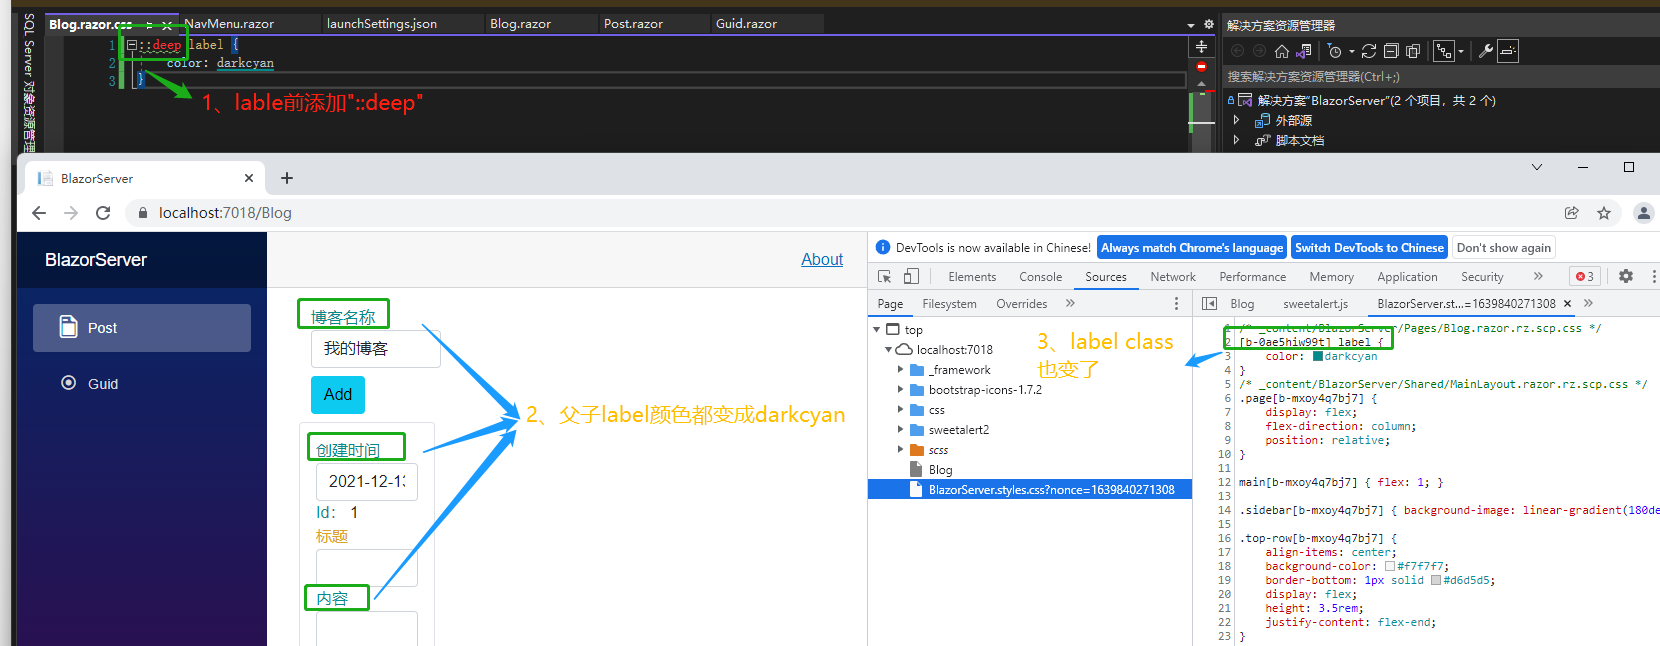 Blog.razor.css
NavMenu.razor
launchSettings.json
Blog.razor
Post.razor
Guid.razor
解决方案资源管理器
SQL Server 对象资源管理
1 ::deep label {
2 color: darkcyan
3 }
1、lable前添加"::deep"
搜索解决方案资源管理器(Ctrl+;)
解决方案"BlazorServer"(2 个项目，共 2 个)
外部源
脚本文档
BlazorServer
localhost:7018/Blog
BlazorServer
About
Post
Guid
博客名称
我的博客
Add
创建时间
2021-12-13
Id： 1
标题
内容
2、父子label颜色都变成darkcyan
DevTools is now available in Chinese!
Always match Chrome's language
Switch DevTools to Chinese
Don't show again
Elements
Console
Sources
Network
Performance
Memory
Application
Security
3
Page
Filesystem
Overrides
Blog
sweetalert.js
BlazorServer.st...=1639840271308
top
localhost:7018
_framework
bootstrap-icons-1.7.2
css
sweetalert2
scss
Blog
BlazorServer.styles.css?nonce=1639840271308
3、label class
也变了
1 /* _content/BlazorServer/Pages/Blog.razor.rz.scp.css */
2 [b-0ae5hiw99t] label {
3 color: darkcyan
4 }
5 /* _content/BlazorServer/Shared/MainLayout.razor.rz.scp.css */
6 .page[b-mxoy4q7bj7] {
7 display: flex;
8 flex-direction: column;
9 position: relative;
10 }
11
12 main[b-mxoy4q7bj7] { flex: 1; }
13
14 .sidebar[b-mxoy4q7bj7] { background-image: linear-gradient(180de
15
16 .top-row[b-mxoy4q7bj7] {
17 align-items: center;
18 background-color: #f7f7f7;
19 border-bottom: 1px solid #d6d5d5;
20 display: flex;
21 height: 3.5rem;
22 justify-content: flex-end;
23 }